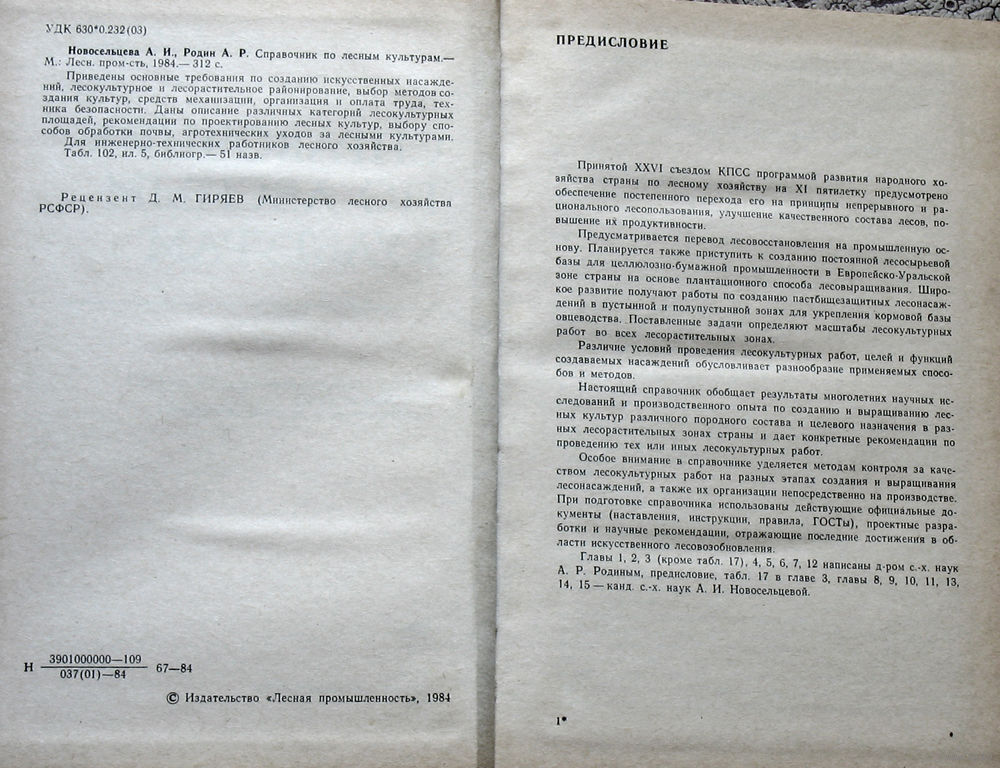 УДК 630*0.232(03)
Новосельцева А. И., Родин А. Р. Справочник по лесным культурам.—
М.: Лесн. пром-сть, 1984.— 312 с.
Приведены основные требования по созданию искусственных насажде-
ний, лесокультурное и лесорастительное районирование, выбор методов со-
здания культур, средств механизации, организация и оплата труда, тех-
ника безопасности. Даны описание различных категорий лесокультурных
площадей, рекомендации по проектированию лесных культур, выбору спо-
собов обработки почвы, агротехнических уходов за лесными культурами.
Для инженерно-технических работников лесного хозяйства.
Табл. 102, ил. 5, библиогр.— 51 назв.
Рецензент Д. М. ГИРЯЕВ (Министерство лесного хозяйства
РСФСР).
Н 3901000000—109
037(01)—84 67—84
© Издательство «Лесная промышленность», 1984
ПРЕДИСЛОВИЕ
Принятой XXVI съездом КПСС программой развития народного хо-
зяйства страны по лесному хозяйству на XI пятилетку предусмотрено
обеспечение постепенного перехода его на принципы непрерывного и ра-
ционального лесопользования, улучшение качественного состава лесов, по-
вышение их продуктивности.
Предусматривается перевод лесовосстановления на промышленную ос-
нову. Планируется также приступить к созданию постоянной лесосырьевой
базы для целлюлозно-бумажной промышленности в Европейско-Уральской
зоне страны на основе плантационного способа лесовыращивания. Широ-
кое развитие получают работы по созданию пастбищезащитных лесонасаж-
дений в пустынной и полупустынной зонах для укрепления кормовой базы
овцеводства. Поставленные задачи определяют масштабы лесокультурных
работ во всех лесорастительных зонах.
Различие условий проведения лесокультурных работ, целей и функций
создаваемых насаждений обусловливает разнообразие применяемых спосо-
бов и методов.
Настоящий справочник обобщает результаты многолетних научных ис-
следований и производственного опыта по созданию и выращиванию лес-
ных культур различного породного состава и целевого назначения в раз-
ных лесорастительных зонах страны и дает конкретные рекомендации по
проведению тех или иных лесокультурных работ.
Особое внимание в справочнике уделяется методам контроля за каче-
ством лесокультурных работ на разных этапах создания и выращивания
лесонасаждений, а также их организации непосредственно на производстве.
При подготовке справочника использованы действующие официальные до-
кументы (наставления, инструкции, правила, ГОСТы), проектные разра-
ботки и научные рекомендации, отражающие последние достижения в об-
ласти искусственного лесовозобновления.
Главы 1, 2, 3 (кроме табл. 17), 4, 5, 6, 7, 12 написаны д-ром с.-х. наук
А. Р. Родиным, предисловие, табл. 17 в главе 3, главы 8, 9, 10, 11, 13,
14, 15 — канд. с.-х. наук А. И. Новосельцевой.
1*